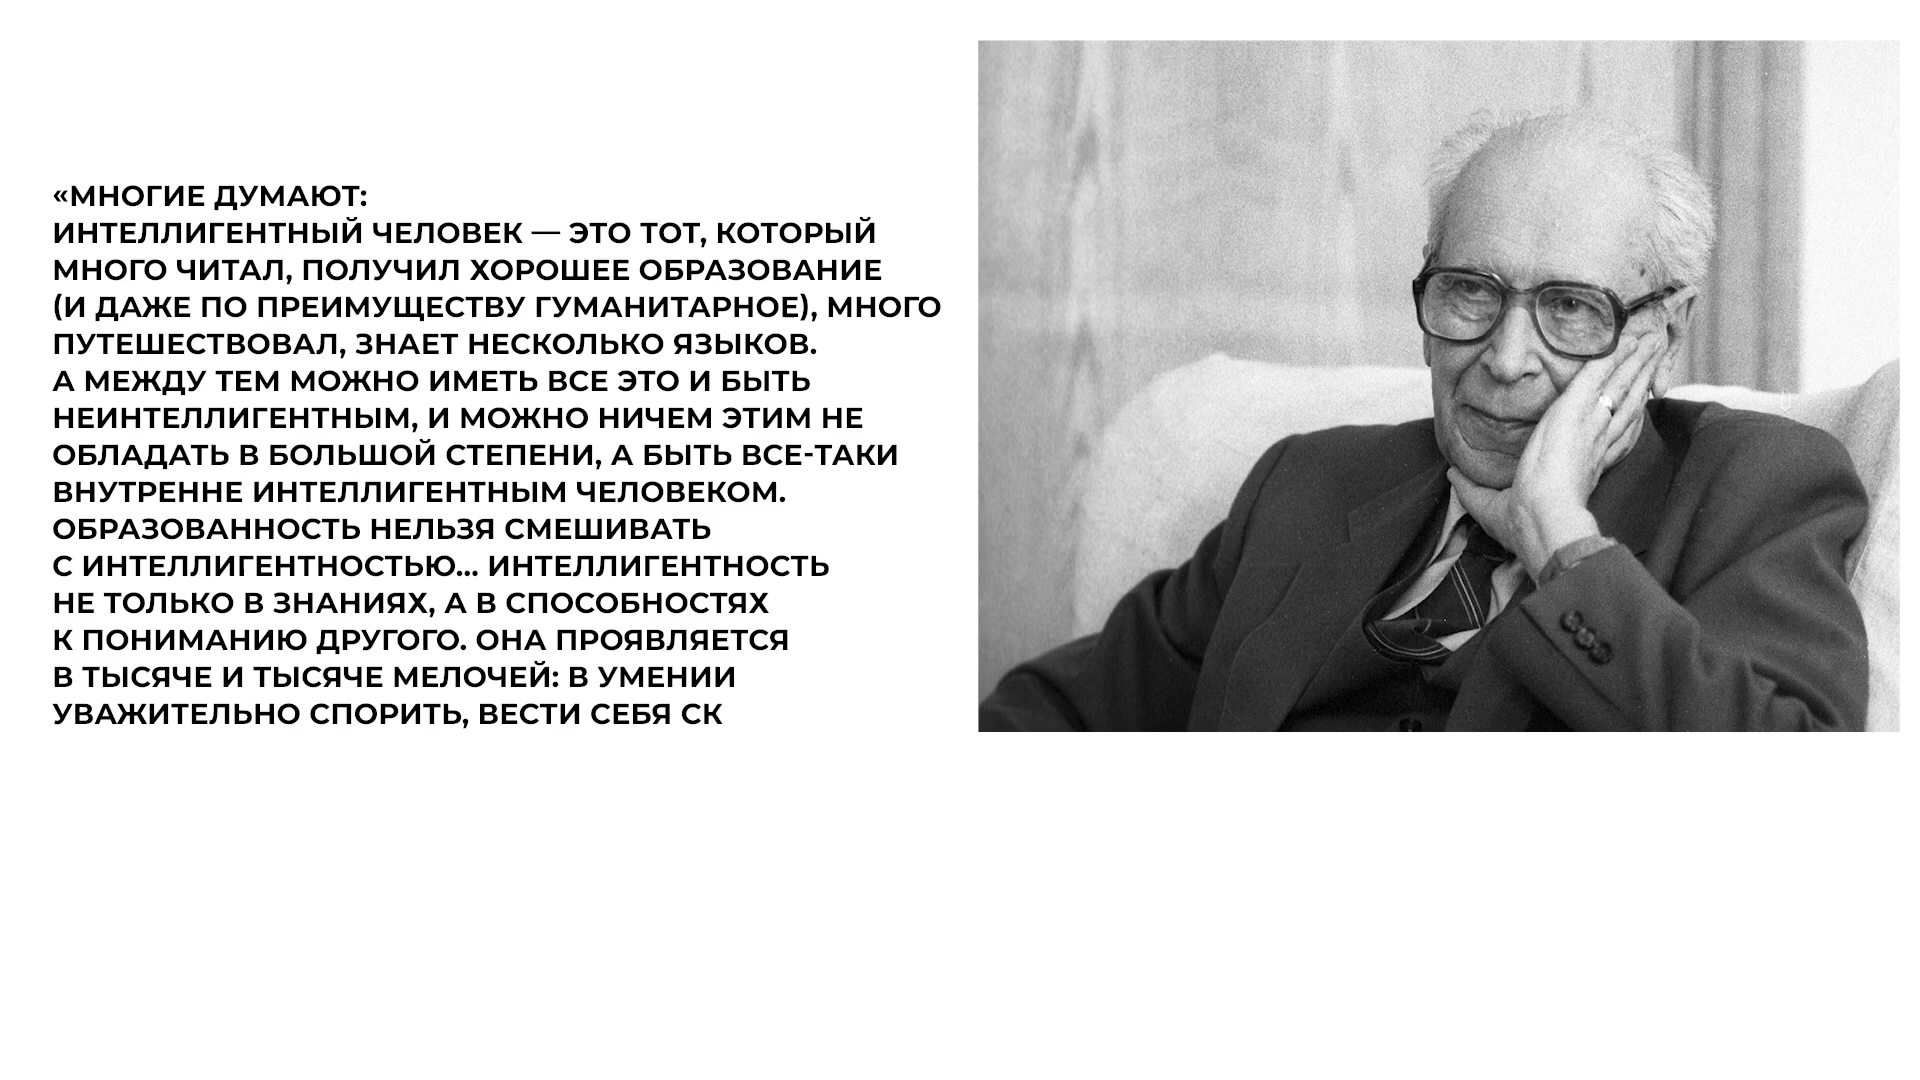 «МНОГИЕ ДУМАЮТ:
ИНТЕЛЛИГЕНТНЫЙ ЧЕЛОВЕК — ЭТО ТОТ, КОТОРЫЙ
МНОГО ЧИТАЛ, ПОЛУЧИЛ ХОРОШЕЕ ОБРАЗОВАНИЕ
(И ДАЖЕ ПО ПРЕИМУЩЕСТВУ ГУМАНИТАРНОЕ), МНОГО
ПУТЕШЕСТВОВАЛ, ЗНАЕТ НЕСКОЛЬКО ЯЗЫКОВ.
А МЕЖДУ ТЕМ МОЖНО ИМЕТЬ ВСЕ ЭТО И БЫТЬ
НЕИНТЕЛЛИГЕНТНЫМ, И МОЖНО НИЧЕМ ЭТИМ НЕ
ОБЛАДАТЬ В БОЛЬШОЙ СТЕПЕНИ, А БЫТЬ ВСЕ-ТАКИ
ВНУТРЕННЕ ИНТЕЛЛИГЕНТНЫМ ЧЕЛОВЕКОМ.
ОБРАЗОВАННОСТЬ НЕЛЬЗЯ СМЕШИВАТЬ
С ИНТЕЛЛИГЕНТНОСТЬЮ... ИНТЕЛЛИГЕНТНОСТЬ
НЕ ТОЛЬКО В ЗНАНИЯХ, А В СПОСОБНОСТЯХ
К ПОНИМАНИЮ ДРУГОГО. ОНА ПРОЯВЛЯЕТСЯ
В ТЫСЯЧЕ И ТЫСЯЧЕ МЕЛОЧЕЙ: В УМЕНИИ
УВАЖИТЕЛЬНО СПОРИТЬ, ВЕСТИ СЕБЯ СК